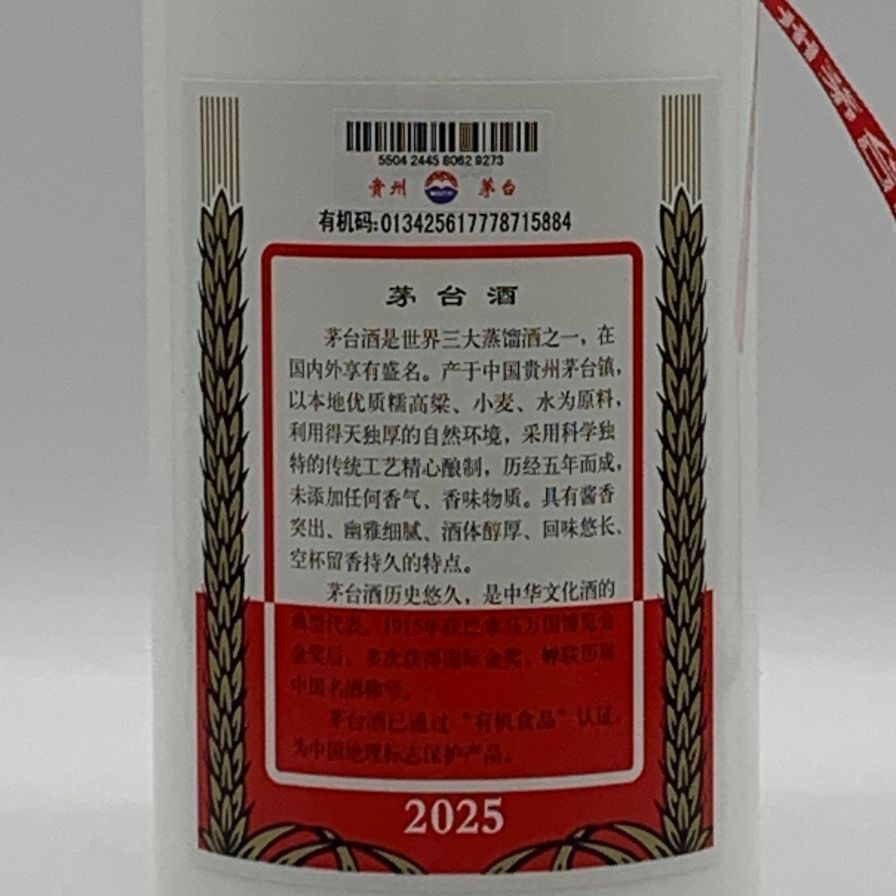 州茅台
5504 2445 8062 9273
贵州 茅台
有机码:013425617778715884
茅台酒
茅台酒是世界三大蒸馏酒之一，在
国内外享有盛名。产于中国贵州茅台镇，
以本地优质糯高粱、小麦、水为原料，
利用得天独厚的自然环境，采用科学独
特的传统工艺精心酿制，历经五年而成，
未添加任何香气、香味物质。具有酱香
突出、幽雅细腻、酒体醇厚、回味悠长、
空杯留香持久的特点。
茅台酒历史悠久，是中华文化酒的
典型代表。1915年获巴拿马万国博览会
金奖后，多次获得国际金奖，蝉联历届
中国名酒称号。
茅台酒已通过“有机食品”认证，
为中国地理标志保护产品。
2025